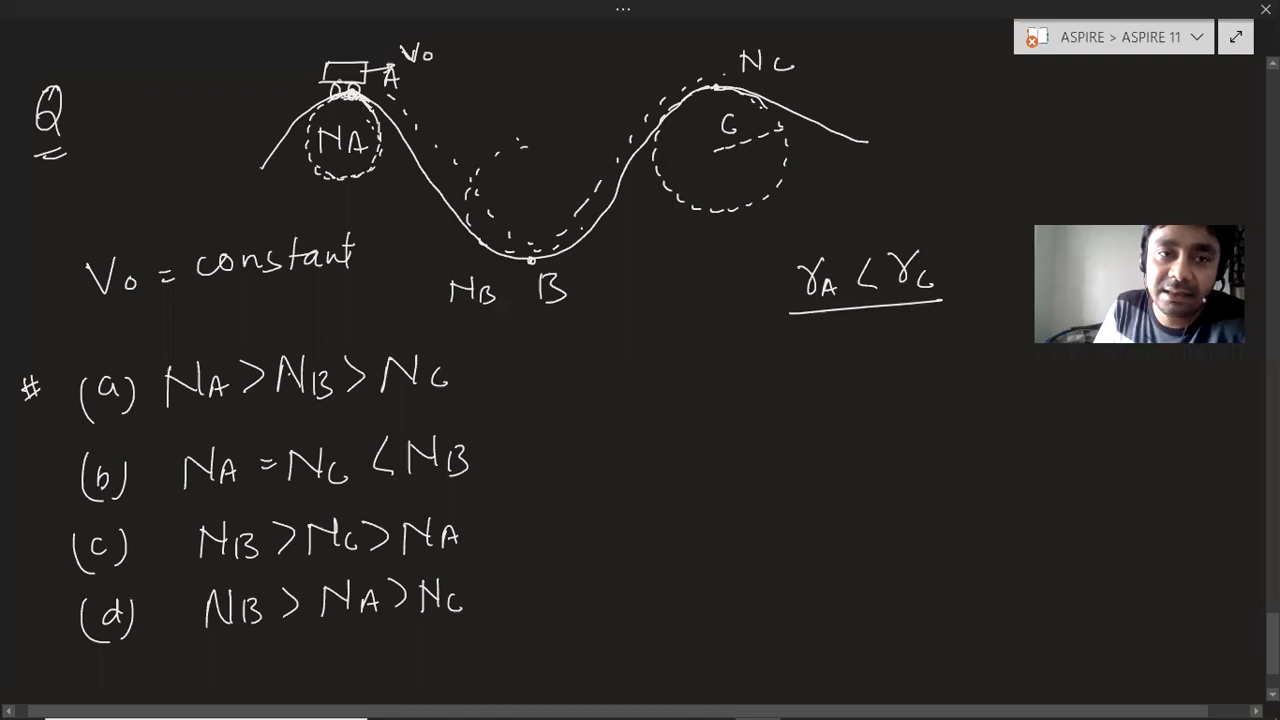 ASPIRE > ASPIRE 11
Q
V₀
A
NA
NC
C
V₀ = constant
NB B
rA < rC
# (a) NA > NB > NC
(b) NA = NC < NB
(c) NB > NC > NA
(d) NB > NA > NC